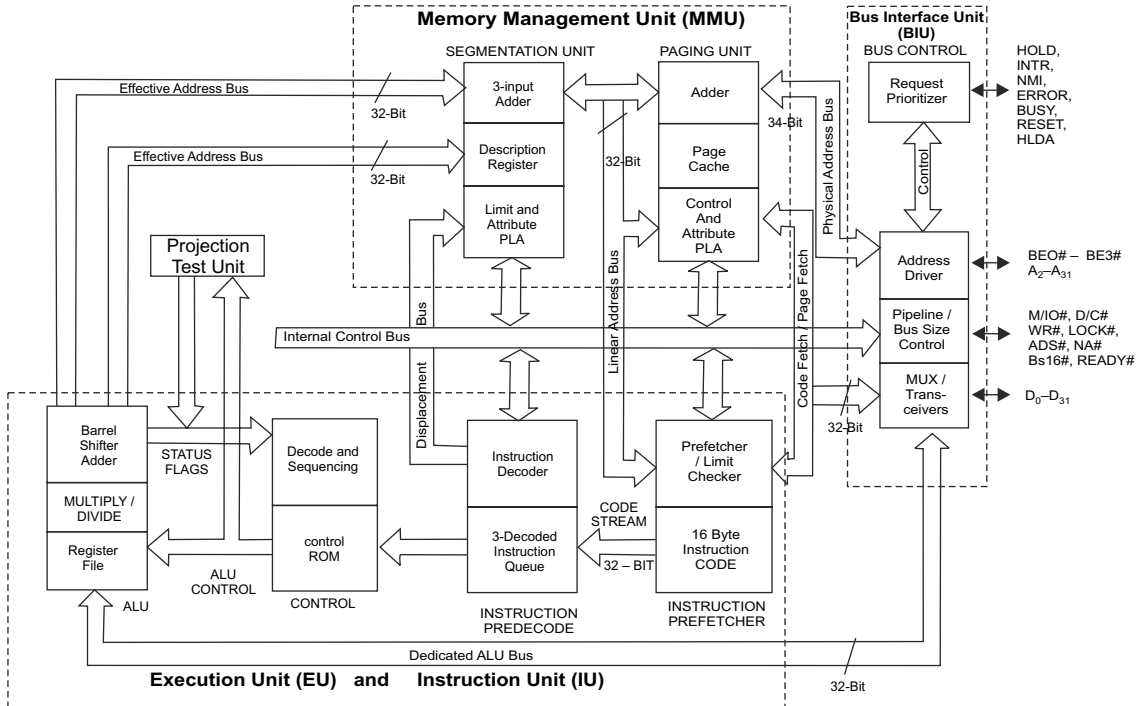 Memory Management Unit (MMU)
SEGMENTATION UNIT
PAGING UNIT
Bus Interface Unit
(BIU)
BUS CONTROL
Effective Address Bus
32-Bit
3-input
Adder
Adder
34-Bit
Request
Prioritizer
HOLD,
INTR,
NMI,
ERROR,
BUSY,
RESET,
HLDA
Effective Address Bus
32-Bit
Description
Register
32-Bit
Page
Cache
Physical Address Bus
Control
Limit and
Attribute
PLA
Control
And
Attribute
PLA
Projection
Test Unit
Address
Driver
BEO# – BE3#
A2–A31
Bus
Displacement
Linear Address Bus
Code Fetch / Page Fetch
Internal Control Bus
Pipeline /
Bus Size
Control
M/IO#, D/C#
WR#, LOCK#,
ADS#, NA#
Bs16#, READY#
MUX /
Trans-
ceivers
D0–D31
32-Bit
Barrel
Shifter
Adder
STATUS
FLAGS
Decode and
Sequencing
Instruction
Decoder
Prefetcher
/ Limit
Checker
MULTIPLY /
DIVIDE
Register
File
ALU
ALU
CONTROL
control
ROM
CONTROL
3-Decoded
Instruction
Queue
CODE
STREAM
32 – BIT
16 Byte
Instruction
CODE
INSTRUCTION
PREDECODE
INSTRUCTION
PREFETCHER
Dedicated ALU Bus
32-Bit
Execution Unit (EU) and Instruction Unit (IU)